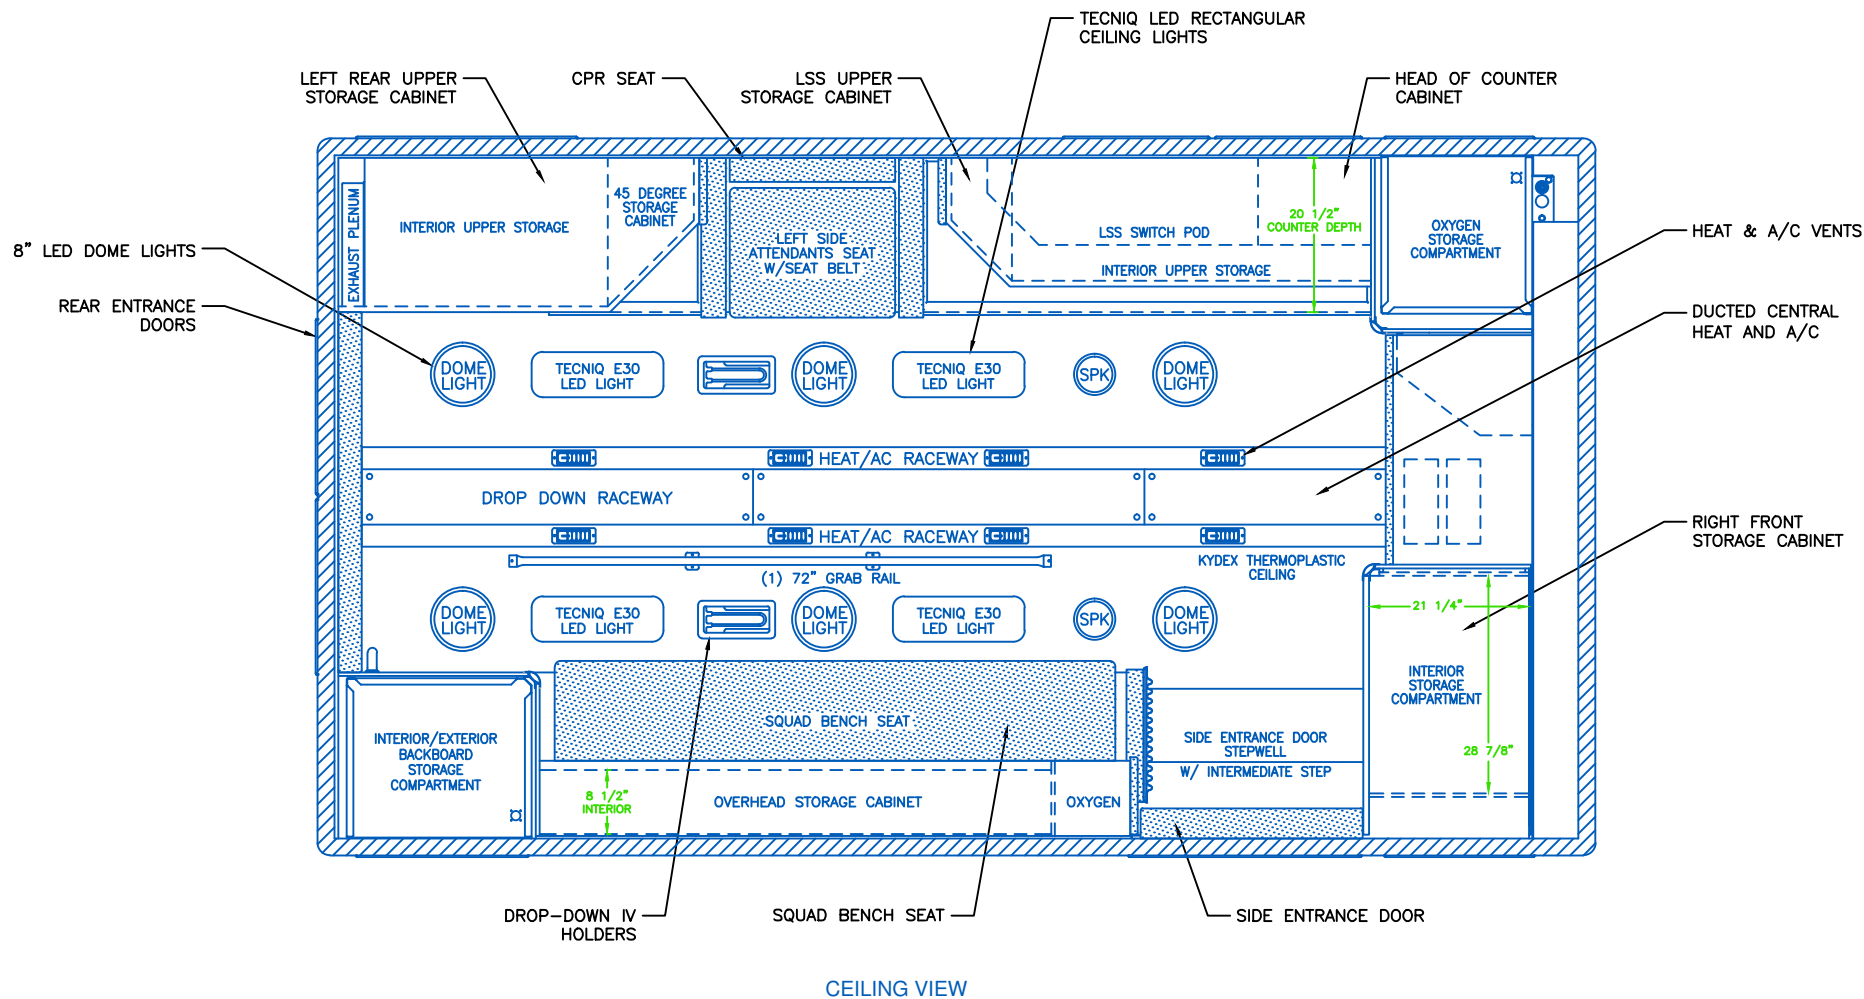 TECNIQ LED RECTANGULAR
CEILING LIGHTS
LEFT REAR UPPER
STORAGE CABINET
CPR SEAT
LSS UPPER
STORAGE CABINET
HEAD OF COUNTER
CABINET
8" LED DOME LIGHTS
REAR ENTRANCE
DOORS
HEAT & A/C VENTS
DUCTED CENTRAL
HEAT AND A/C
RIGHT FRONT
STORAGE CABINET
EXHAUST PLENUM
INTERIOR UPPER STORAGE
45 DEGREE
STORAGE
CABINET
LEFT SIDE
ATTENDANTS SEAT
W/SEAT BELT
LSS SWITCH POD
INTERIOR UPPER STORAGE
20 1/2"
COUNTER DEPTH
OXYGEN
STORAGE
COMPARTMENT
DOME
LIGHT
TECNIQ E30
LED LIGHT
DOME
LIGHT
TECNIQ E30
LED LIGHT
SPK
DOME
LIGHT
HEAT/AC RACEWAY
DROP DOWN RACEWAY
HEAT/AC RACEWAY
(1) 72" GRAB RAIL
KYDEX THERMOPLASTIC
CEILING
DOME
LIGHT
TECNIQ E30
LED LIGHT
DOME
LIGHT
TECNIQ E30
LED LIGHT
SPK
DOME
LIGHT
21 1/4"
INTERIOR
STORAGE
COMPARTMENT
28 7/8"
INTERIOR/EXTERIOR
BACKBOARD
STORAGE
COMPARTMENT
SQUAD BENCH SEAT
SIDE ENTRANCE DOOR
STEPWELL
W/ INTERMEDIATE STEP
8 1/2"
INTERIOR
OVERHEAD STORAGE CABINET
OXYGEN
DROP-DOWN IV
HOLDERS
SQUAD BENCH SEAT
SIDE ENTRANCE DOOR
CEILING VIEW